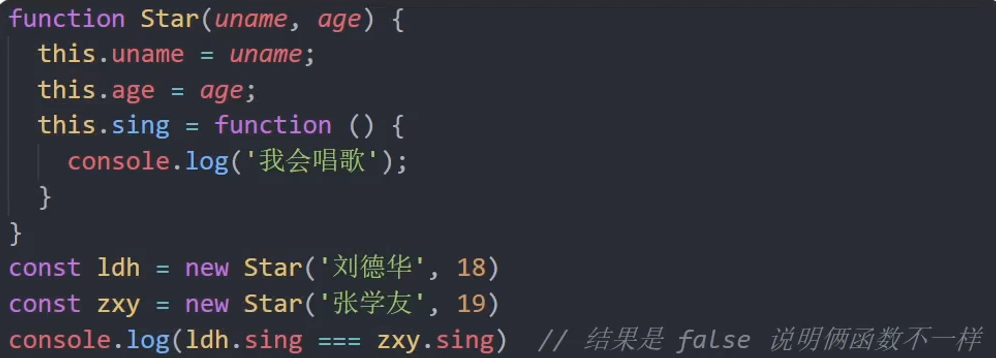 function Star(uname, age) {
  this.uname = uname;
  this.age = age;
  this.sing = function () {
    console.log('我会唱歌');
  }
}
const ldh = new Star('刘德华', 18)
const zxy = new Star('张学友', 19)
console.log(ldh.sing === zxy.sing)  // 结果是 false 说明俩函数不一样